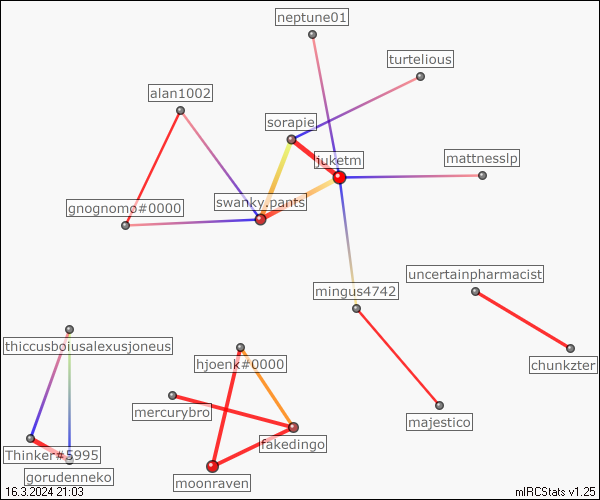 neptune01
turtelious
alan1002
sorapie
juketm
mattnesslp
swanky.pants
gnognomo#0000
uncertainpharmacist
mingus4742
thiccusboiusalexusjoneus
hjoenk#0000
chunkzter
mercurybro
majestico
fakedingo
Thinker#5995
gorudenneko
moonraven
16.3.2024 21:03
mIRCStats v1.25